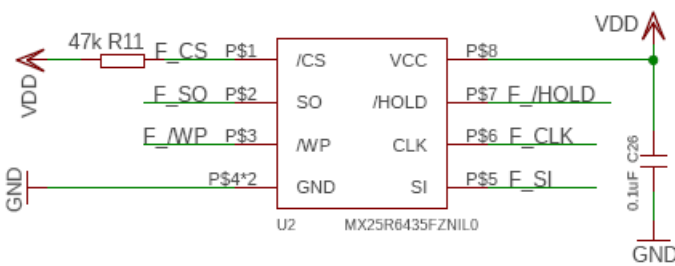 VDD
47k R11 F_CS P$1 /CS VCC P$8
VDD
F_SO P$2 SO /HOLD P$7 F_/HOLD
F_/WP P$3 /WP CLK P$6 F_CLK
GND P$4*2 GND SI P$5 F_SI
0.1uF C26
U2 MX25R6435FZNIL0
GND